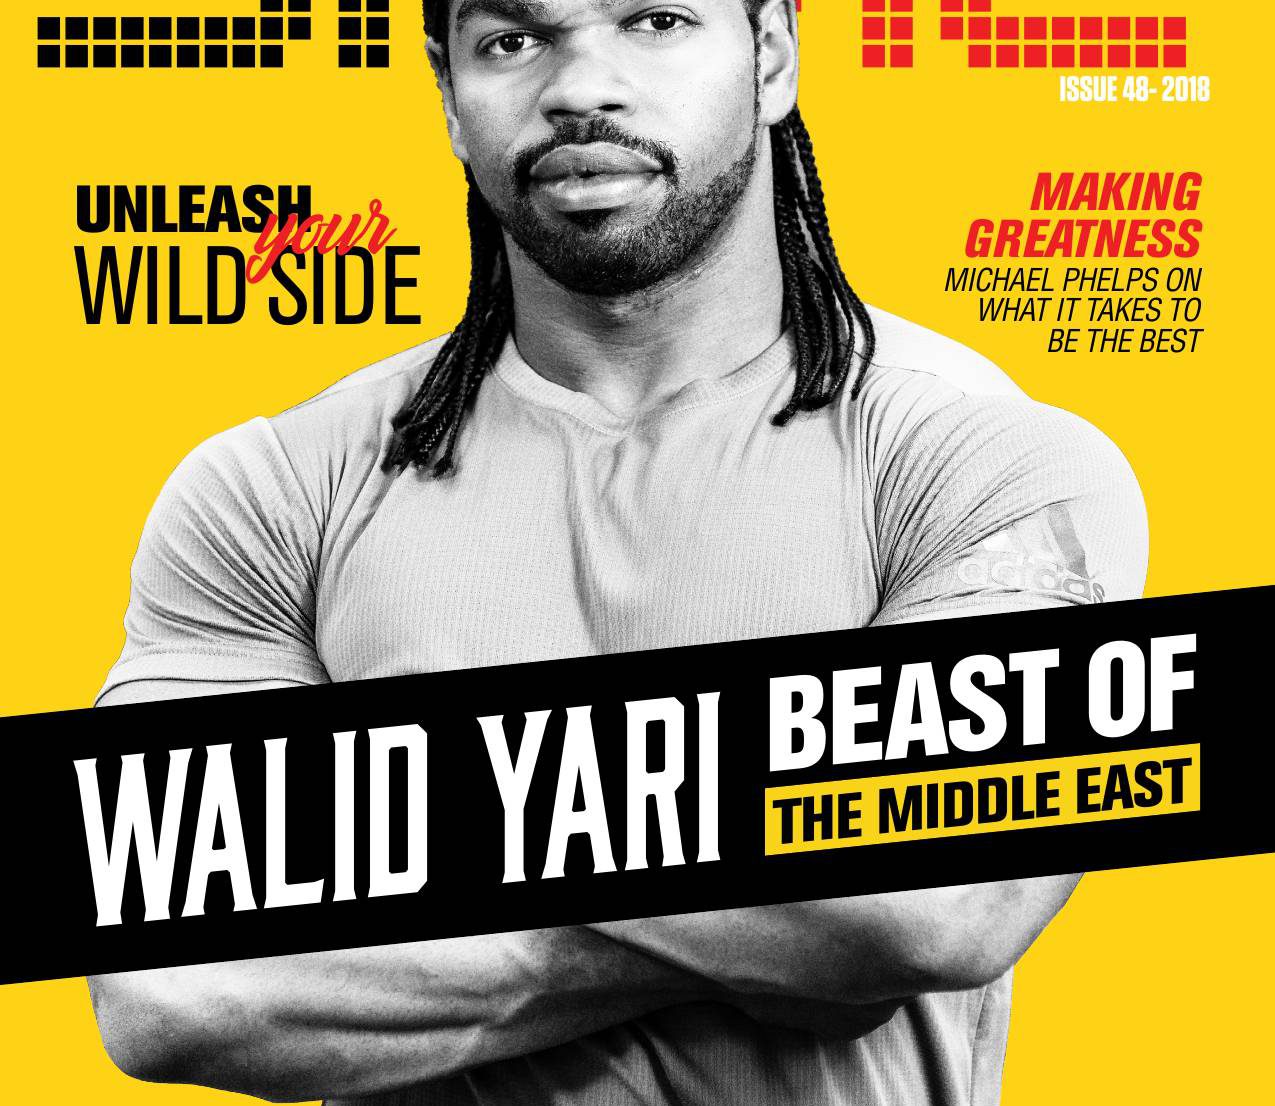 ISSUE 48- 2018
UNLEASH
your
WILD SIDE
MAKING
GREATNESS
MICHAEL PHELPS ON
WHAT IT TAKES TO
BE THE BEST
adidas
WALID YARI
BEAST OF
THE MIDDLE EAST